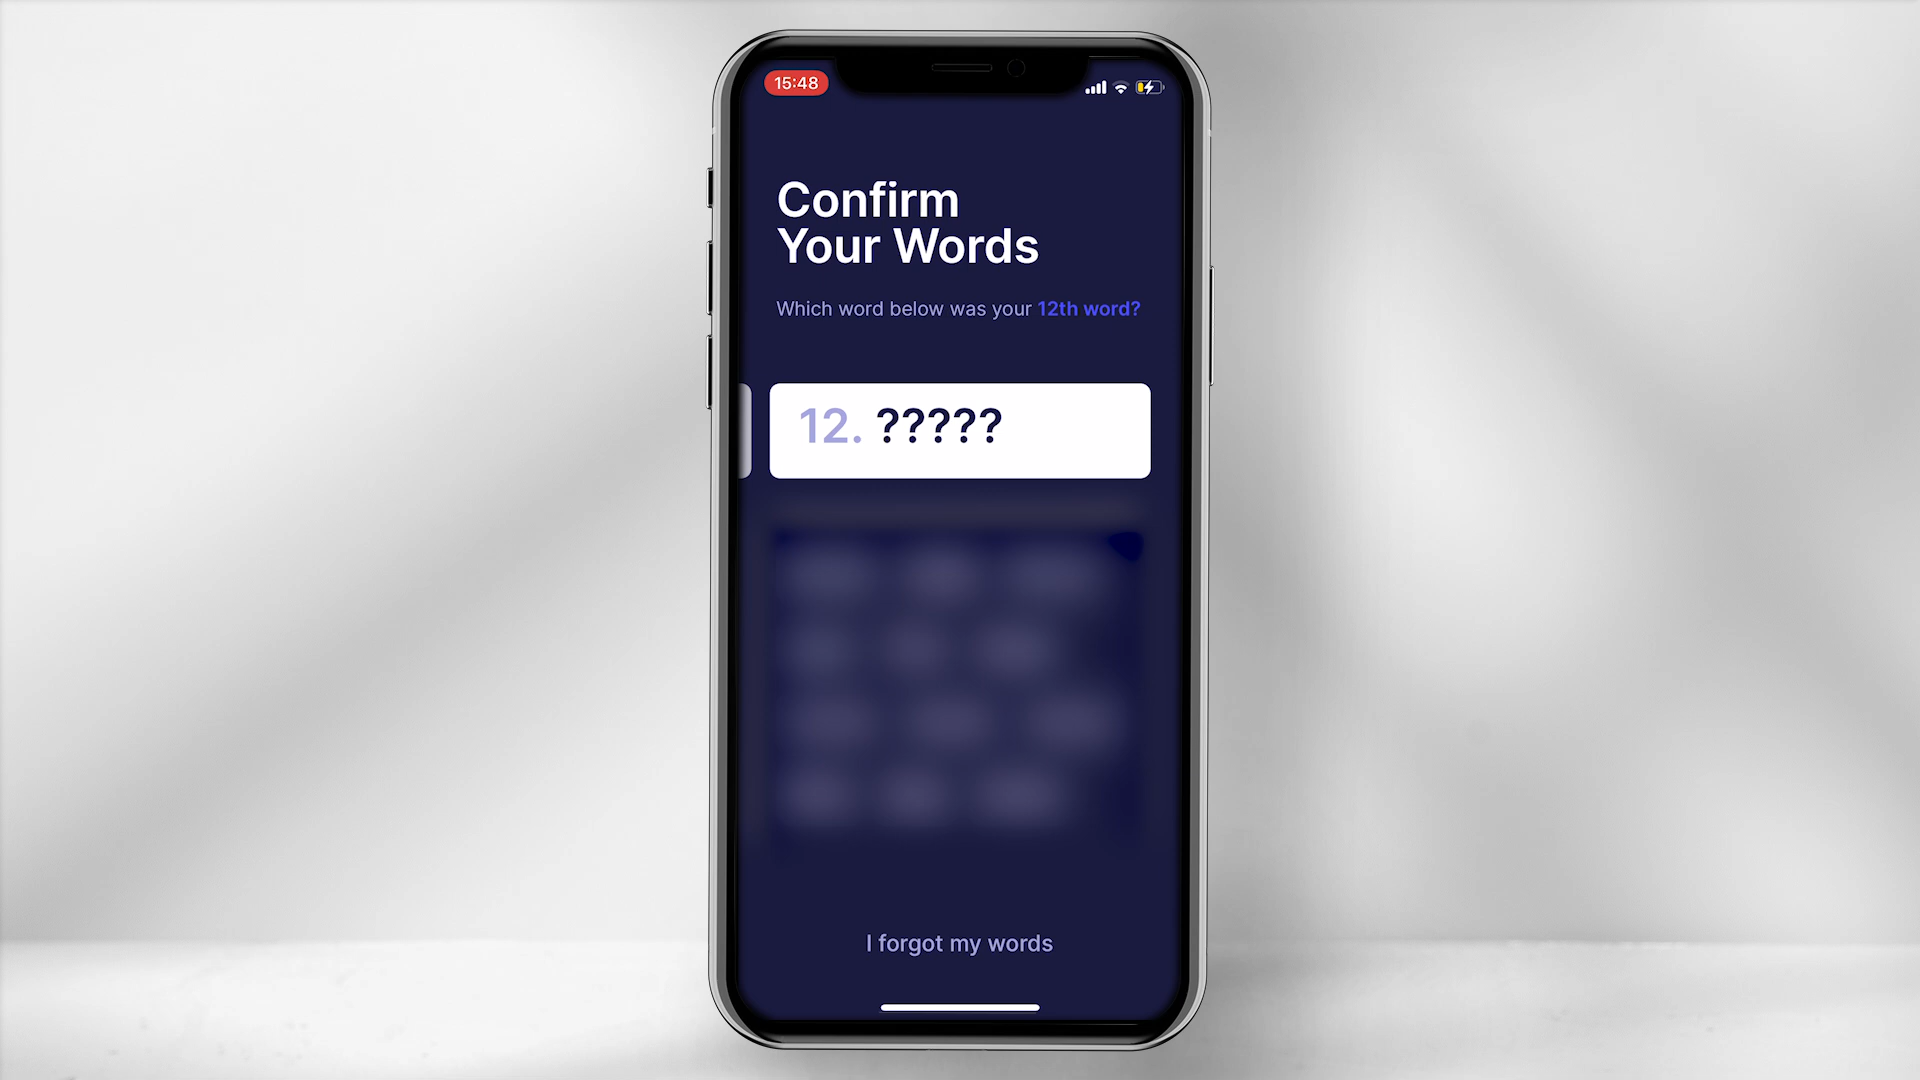 15:48
Confirm
Your Words
Which word below was your 12th word?
12. ?????
I forgot my words